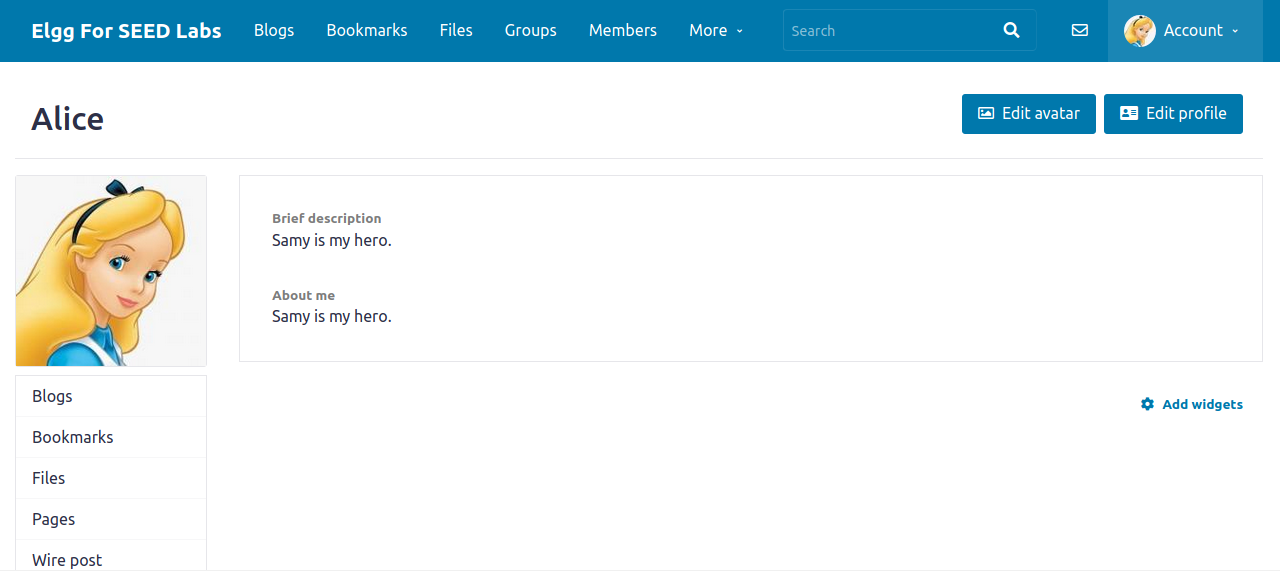 Elgg For SEED Labs Blogs Bookmarks Files Groups Members More Search Account
Alice
Edit avatar Edit profile
Brief description
Samy is my hero.
About me
Samy is my hero.
Add widgets
Blogs
Bookmarks
Files
Pages
Wire post